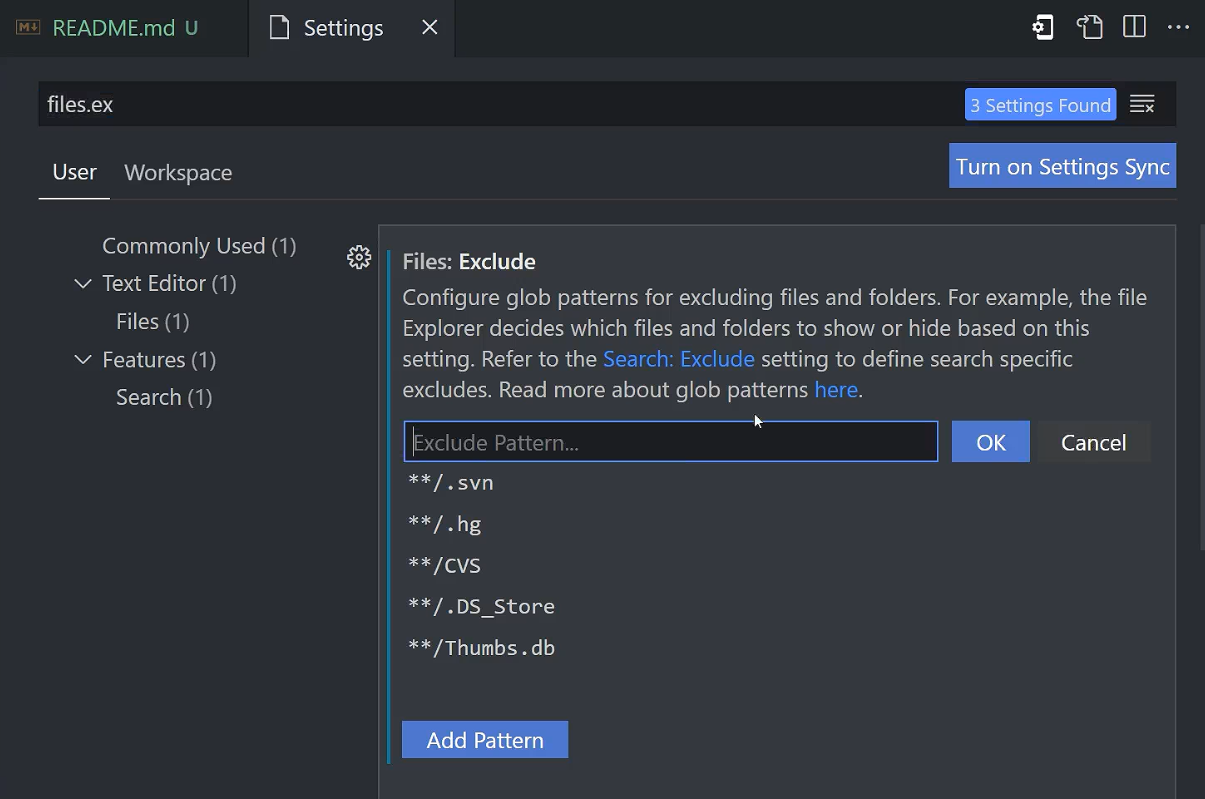 README.md U
Settings
files.ex
3 Settings Found
User
Workspace
Turn on Settings Sync
Commonly Used (1)
Text Editor (1)
Files (1)
Features (1)
Search (1)
Files: Exclude
Configure glob patterns for excluding files and folders. For example, the file
Explorer decides which files and folders to show or hide based on this
setting. Refer to the Search: Exclude setting to define search specific
excludes. Read more about glob patterns here.
Exclude Pattern...
OK
Cancel
**/.svn
**/.hg
**/CVS
**/.DS_Store
**/Thumbs.db
Add Pattern